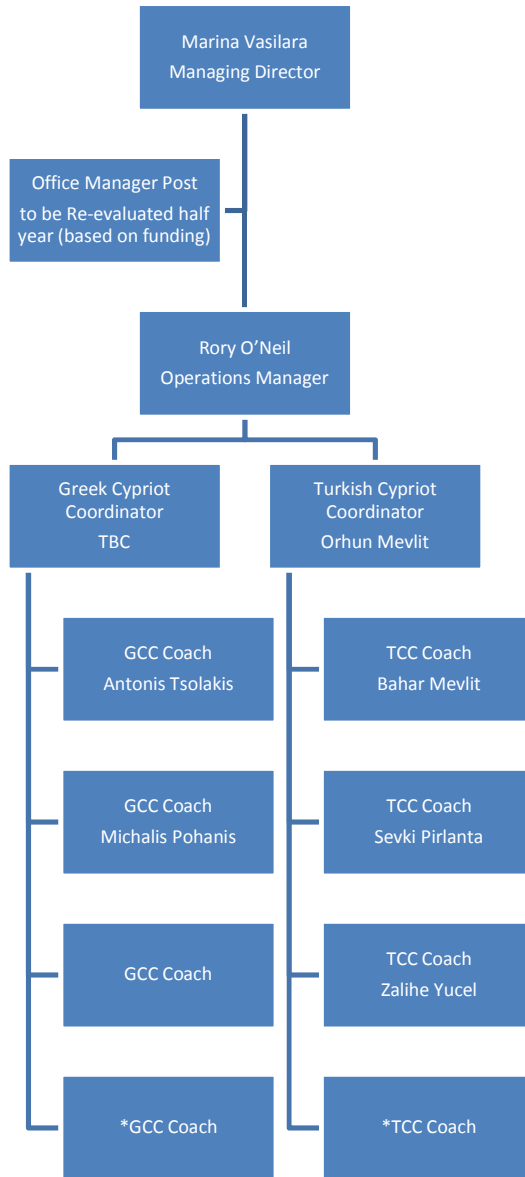 Marina Vasilara
Managing Director
Office Manager Post
to be Re-evaluated half
year (based on funding)
Rory O’Neil
Operations Manager
Greek Cypriot
Coordinator
TBC
Turkish Cypriot
Coordinator
Orhun Mevlit
GCC Coach
Antonis Tsolakis
TCC Coach
Bahar Mevlit
GCC Coach
Michalis Pohanis
TCC Coach
Sevki Pirlanta
GCC Coach
TCC Coach
Zalihe Yucel
*GCC Coach
*TCC Coach